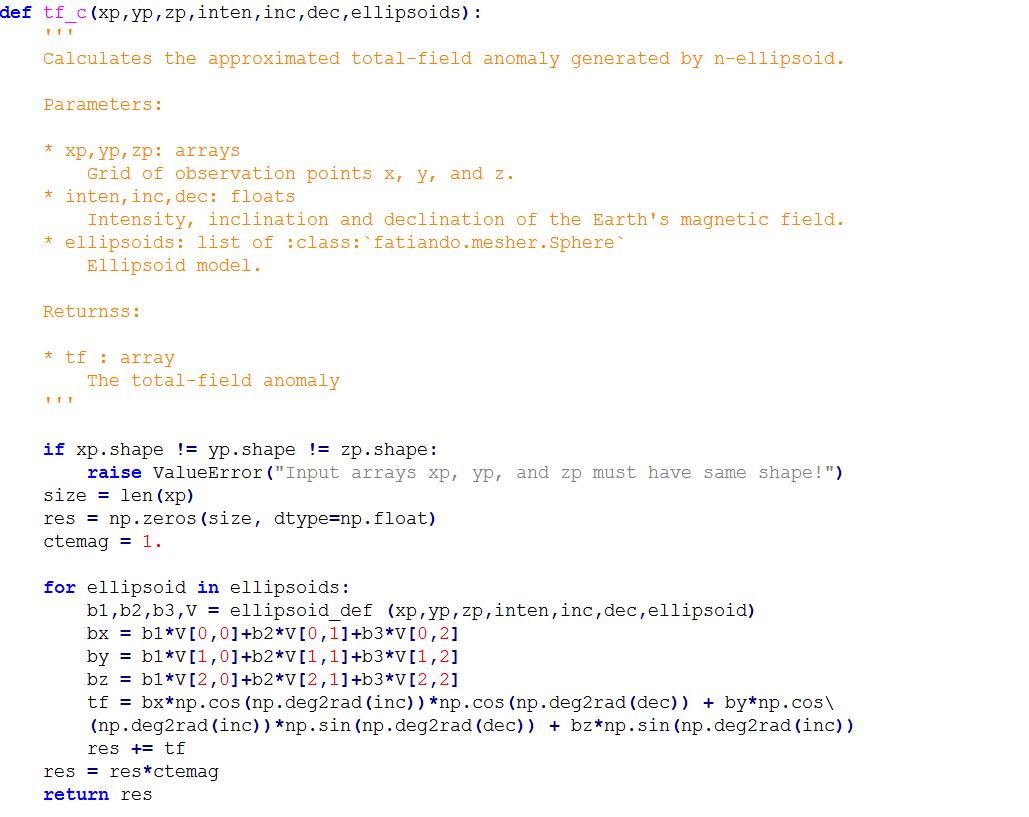 def tf_c(xp,yp,zp,inten,inc,dec,ellipsoids):
    '''
    Calculates the approximated total-field anomaly generated by n-ellipsoid.

    Parameters:

    * xp,yp,zp: arrays
        Grid of observation points x, y, and z.
    * inten,inc,dec: floats
        Intensity, inclination and declination of the Earth's magnetic field.
    * ellipsoids: list of :class:`fatiando.mesher.Sphere`
        Ellipsoid model.

    Returnss:

    * tf : array
        The total-field anomaly
    '''

    if xp.shape != yp.shape != zp.shape:
        raise ValueError("Input arrays xp, yp, and zp must have same shape!")
    size = len(xp)
    res = np.zeros(size, dtype=np.float)
    ctemag = 1.

    for ellipsoid in ellipsoids:
        b1,b2,b3,V = ellipsoid_def (xp,yp,zp,inten,inc,dec,ellipsoid)
        bx = b1*V[0,0]+b2*V[0,1]+b3*V[0,2]
        by = b1*V[1,0]+b2*V[1,1]+b3*V[1,2]
        bz = b1*V[2,0]+b2*V[2,1]+b3*V[2,2]
        tf = bx*np.cos(np.deg2rad(inc))*np.cos(np.deg2rad(dec)) + by*np.cos\
        (np.deg2rad(inc))*np.sin(np.deg2rad(dec)) + bz*np.sin(np.deg2rad(inc))
        res += tf
    res = res*ctemag
    return res